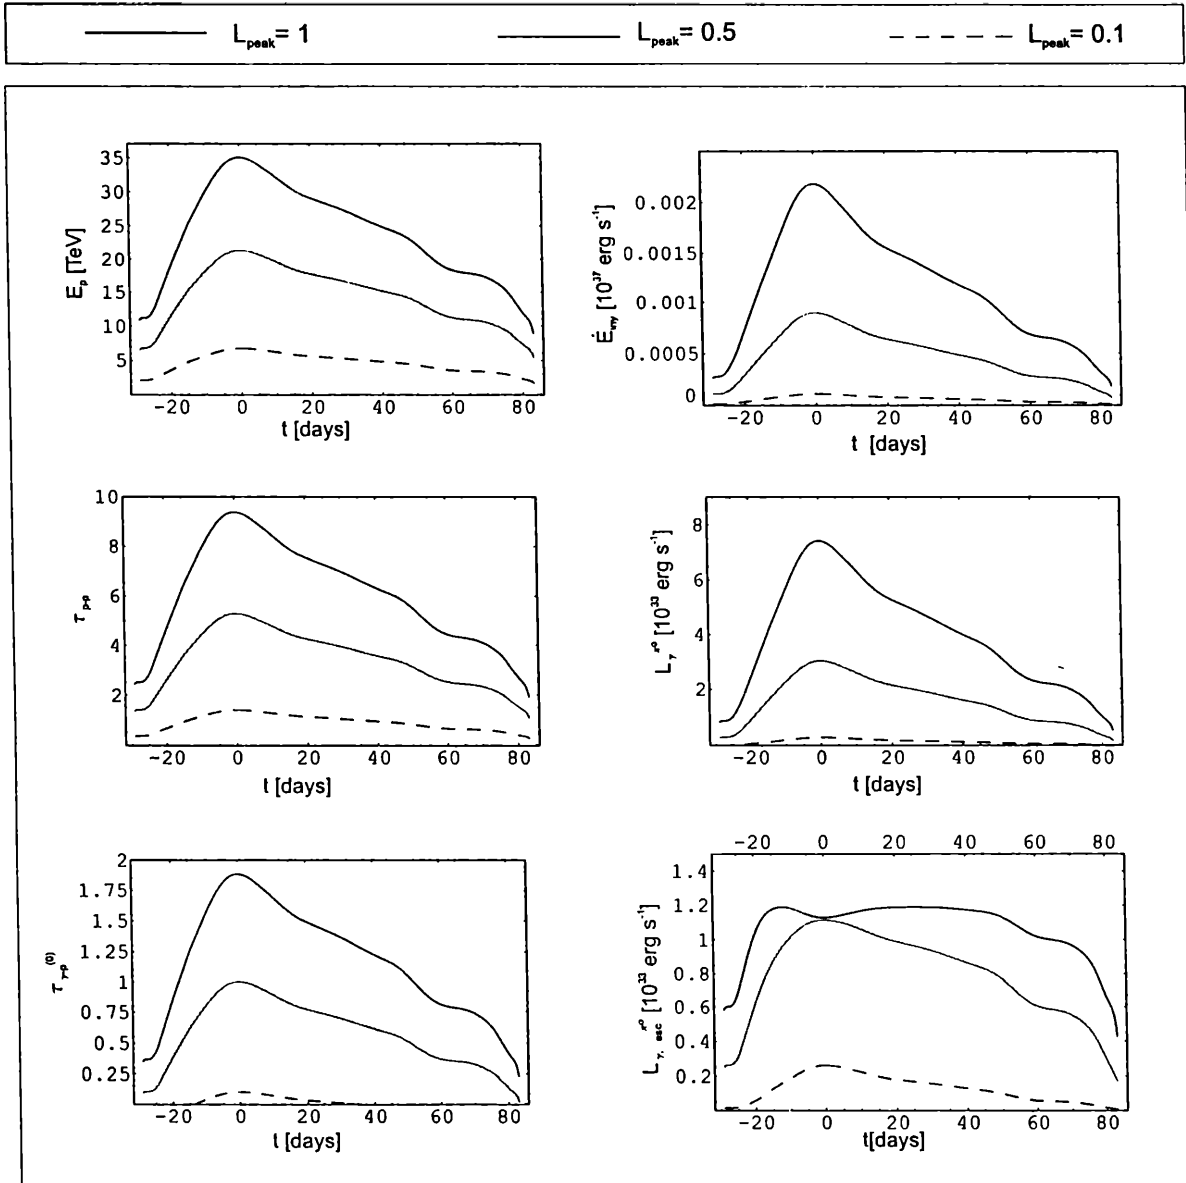 L_peak = 1
L_peak = 0.5
L_peak = 0.1
35
30
25
20
15
10
5
E_p [TeV]
−20 0 20 40 60 80
t [days]
0.002
0.0015
0.001
0.0005
0
Ė [10^37 erg s^-1]
−20 0 20 40 60 80
t [days]
10
8
6
4
2
τ_p-p
−20 0 20 40 60 80
t [days]
8
6
4
2
L_γ^π⁰ [10^33 erg s^-1]
−20 0 20 40 60 80
t [days]
2
1.75
1.5
1.25
1
0.75
0.5
0.25
τ_γ-p^(0)
−20 0 20 40 60 80
t [days]
−20 0 20 40 60 80
1.4
1.2
1
0.8
0.6
0.4
0.2
L_γ, esc^π⁰ [10^33 erg s^-1]
−20 0 20 40 60 80
t[days]